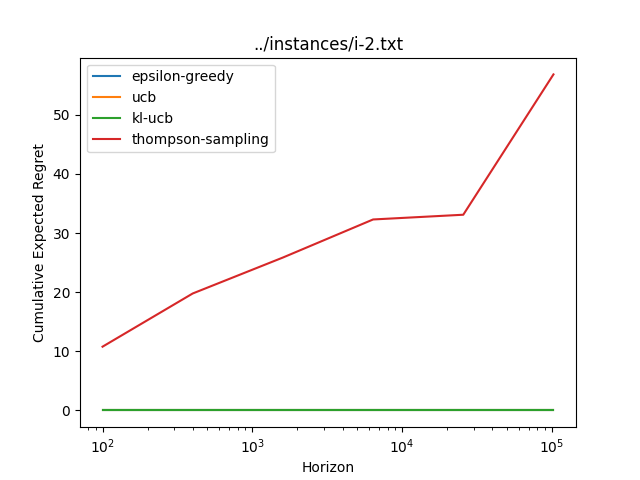 ../instances/i-2.txt
epsilon-greedy
ucb
kl-ucb
thompson-sampling
Cumulative Expected Regret
50
40
30
20
10
0
10²
10³
10⁴
10⁵
Horizon